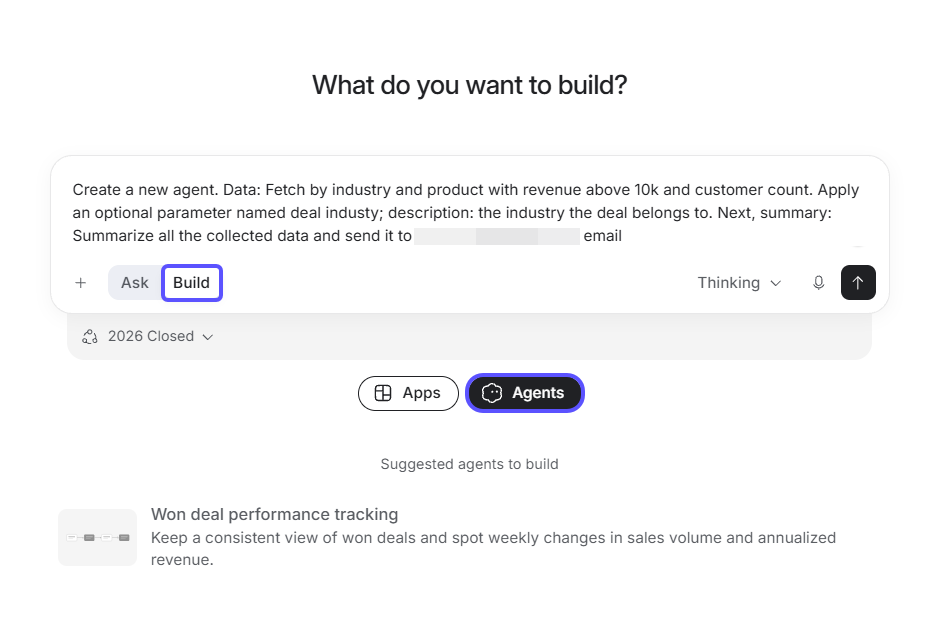 What do you want to build?
Create a new agent. Data: Fetch by industry and product with revenue above 10k and customer count. Apply
an optional parameter named deal industy; description: the industry the deal belongs to. Next, summary:
Summarize all the collected data and send it to email
Ask Build Thinking
2026 Closed
Apps Agents
Suggested agents to build
Won deal performance tracking
Keep a consistent view of won deals and spot weekly changes in sales volume and annualized
revenue.